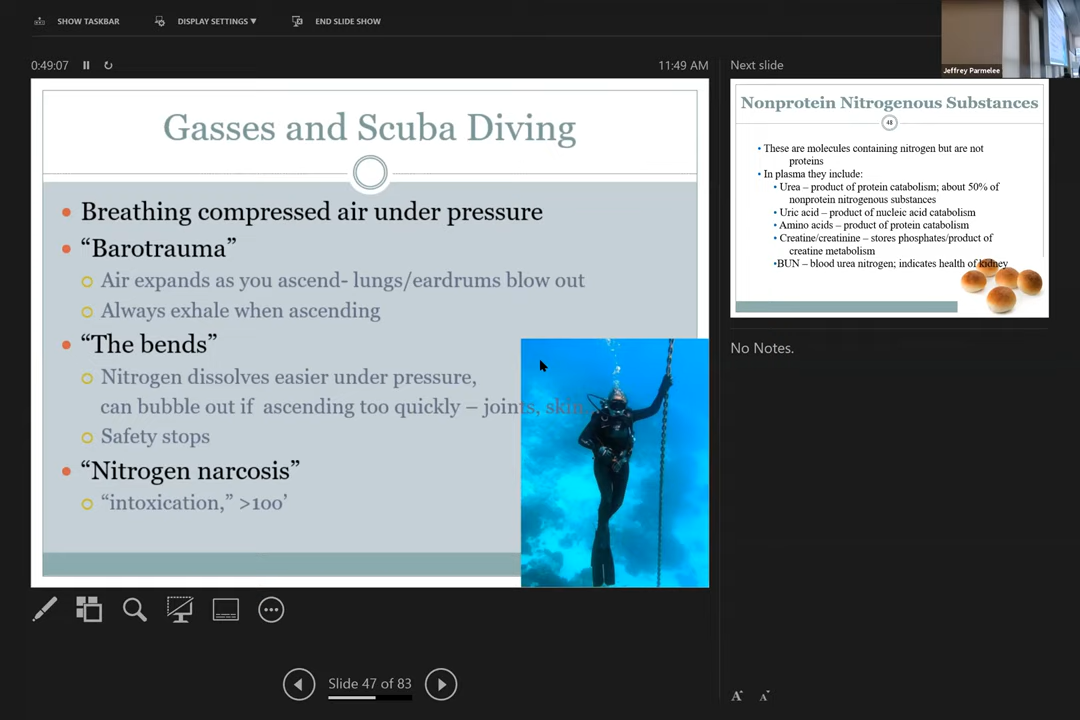 SHOW TASKBAR DISPLAY SETTINGS ▼ END SLIDE SHOW
0:49:07 11:49 AM
Gasses and Scuba Diving
• Breathing compressed air under pressure
• “Barotrauma”
Air expands as you ascend- lungs/eardrums blow out
Always exhale when ascending
• “The bends”
Nitrogen dissolves easier under pressure,
can bubble out if ascending too quickly – joints, skin
Safety stops
• “Nitrogen narcosis”
“intoxication,” >100’
Slide 47 of 83
Next slide
Jeffrey Parmelee
Nonprotein Nitrogenous Substances
48
• These are molecules containing nitrogen but are not
proteins
• In plasma they include:
• Urea – product of protein catabolism; about 50% of
nonprotein nitrogenous substances
• Uric acid – product of nucleic acid catabolism
• Amino acids – product of protein catabolism
• Creatine/creatinine – stores phosphates/product of
creatine metabolism
•BUN – blood urea nitrogen; indicates health of kidney
No Notes.
A A